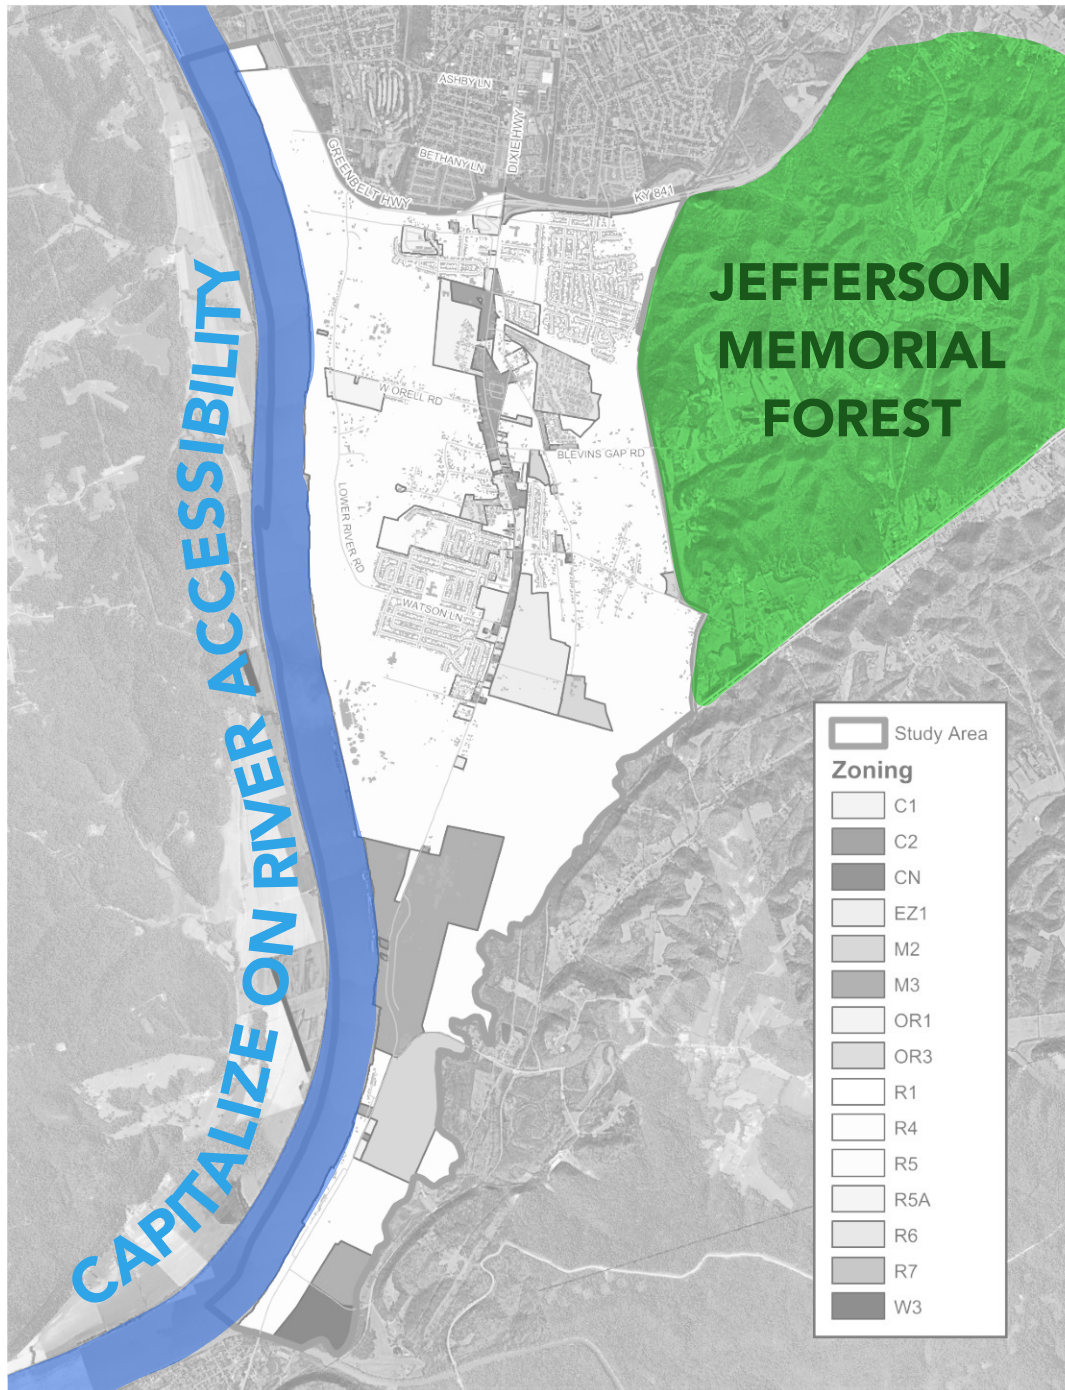 ASHBY LN
DIXIE HWY
BETHANY LN
GREENBELT HWY
KY 841
JEFFERSON
MEMORIAL
FOREST
CAPITALIZE ON RIVER ACCESSIBILITY
W ORELL RD
BLEVINS GAP RD
LOWER RIVER RD
WATSON LN
Study Area
Zoning
C1
C2
CN
EZ1
M2
M3
OR1
OR3
R1
R4
R5
R5A
R6
R7
W3